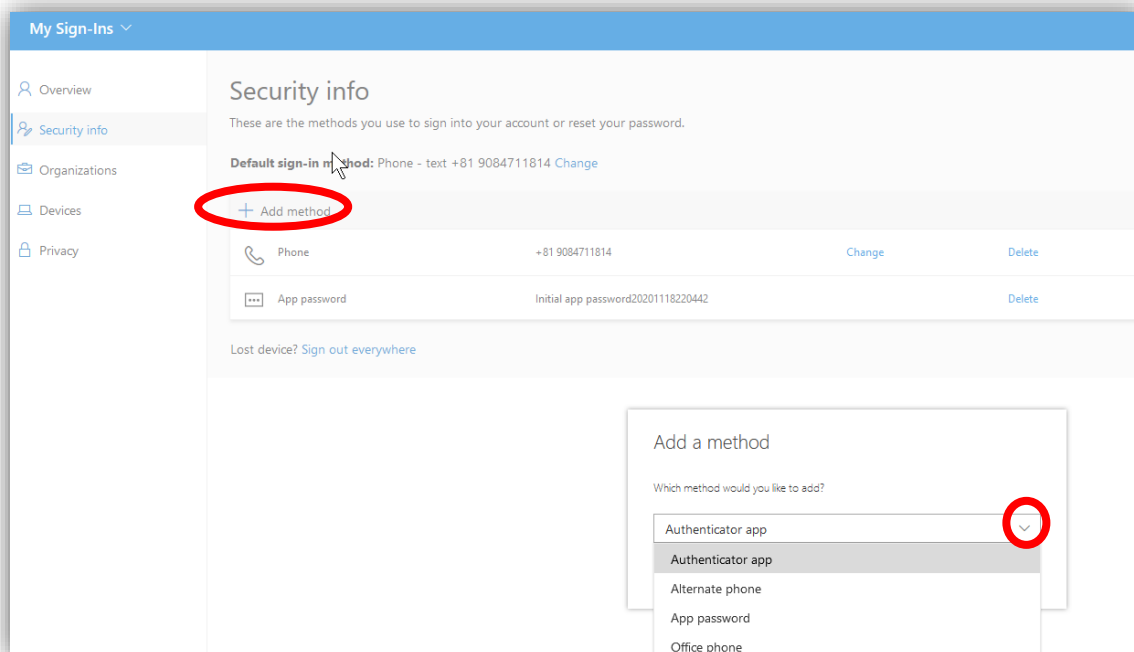 My Sign-Ins
Overview
Security info
Organizations
Devices
Privacy
Security info
These are the methods you use to sign into your account or reset your password.
Default sign-in method: Phone - text +81 9084711814 Change
Add method
Phone +81 9084711814 Change Delete
App password Initial app password20201118220442 Delete
Lost device? Sign out everywhere
Add a method
Which method would you like to add?
Authenticator app
Authenticator app
Alternate phone
App password
Office phone